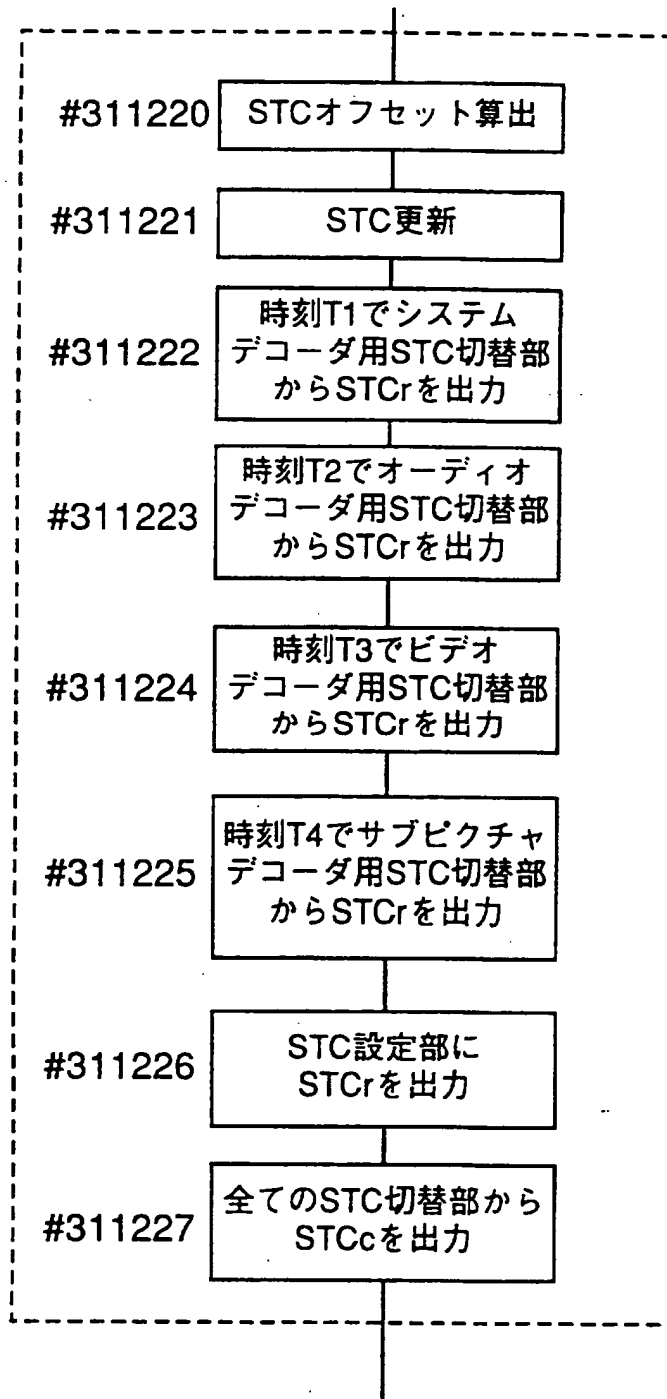 #311220 STCオフセット算出
#311221 STC更新
時刻T1でシステム
#311222 デコーダ用STC切替部
からSTCrを出力
時刻T2でオーディオ
#311223 デコーダ用STC切替部
からSTCrを出力
時刻T3でビデオ
#311224 デコーダ用STC切替部
からSTCrを出力
時刻T4でサブピクチャ
#311225 デコーダ用STC切替部
からSTCrを出力
STC設定部に
#311226 STCrを出力
全てのSTC切替部から
#311227 STCcを出力